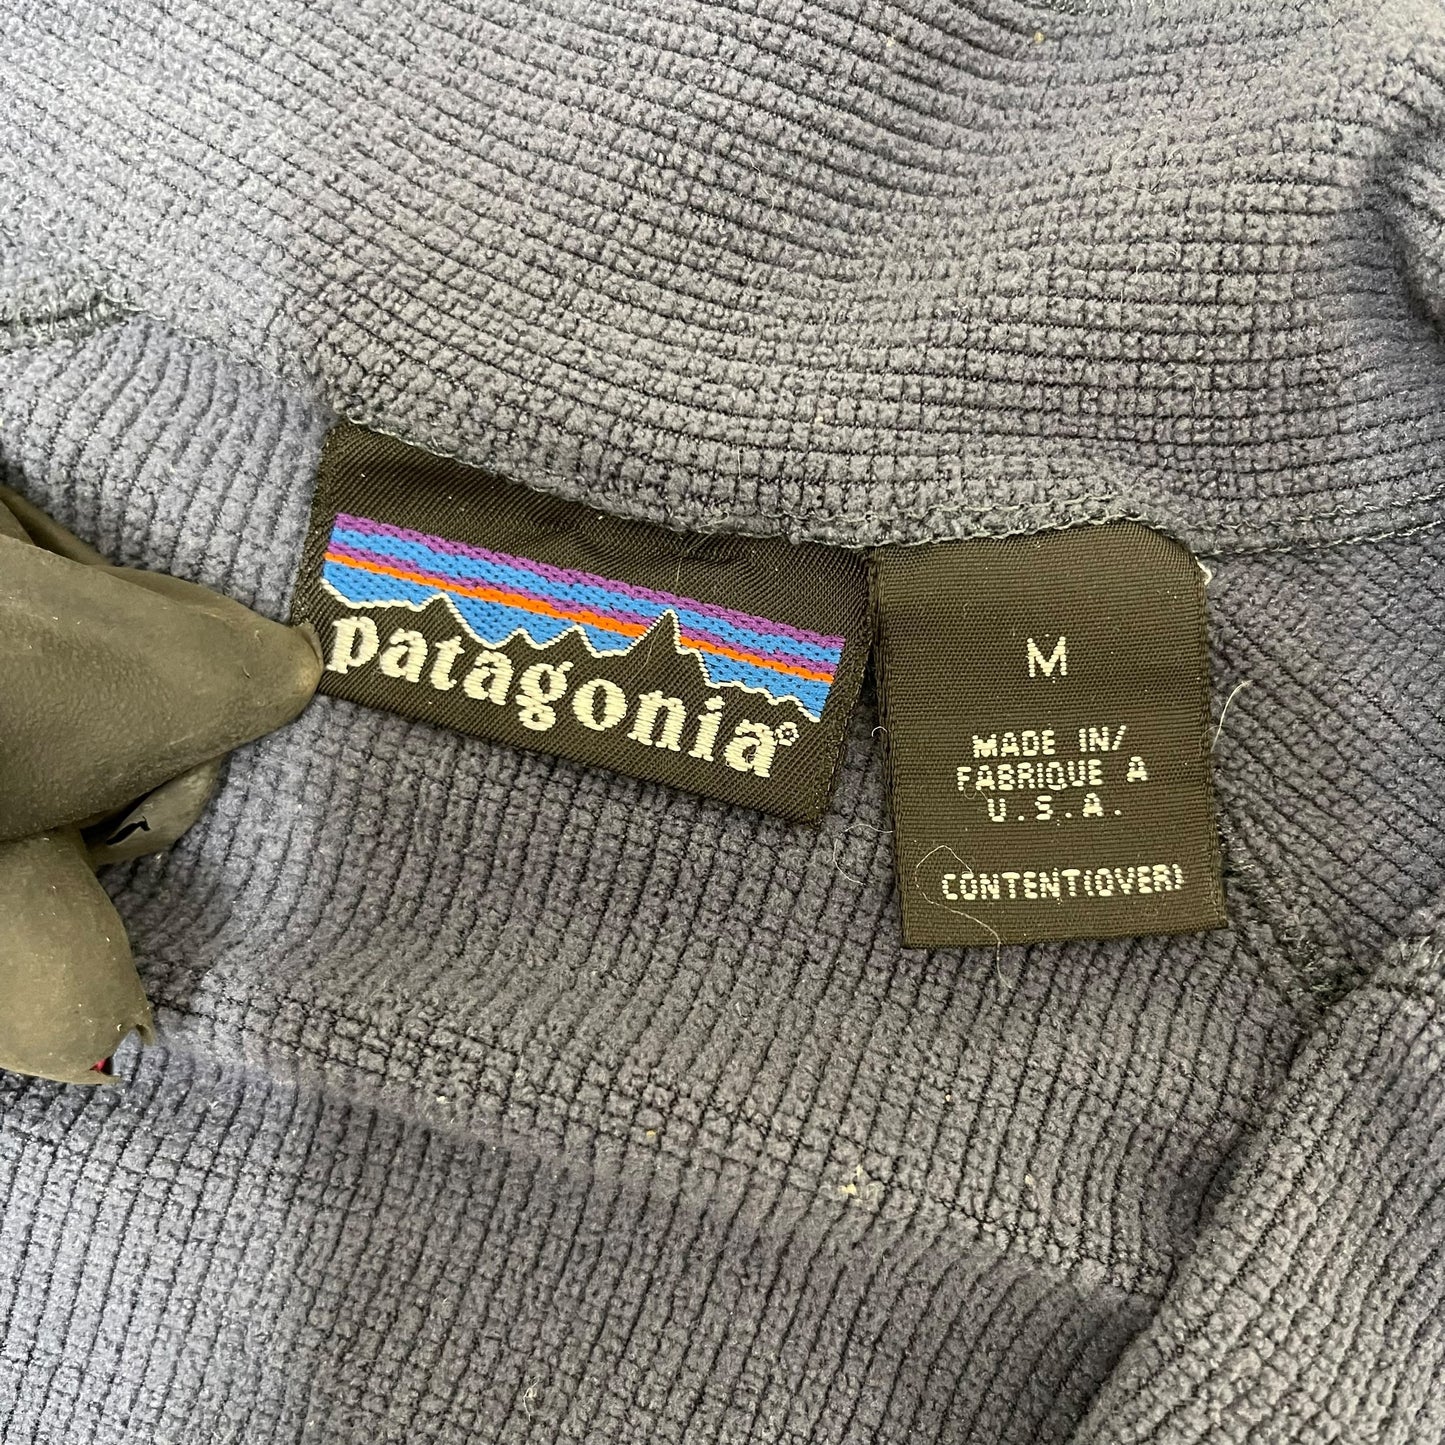 patagonia®
M
MADE IN/
FABRIQUE A
U.S.A.
CONTENT(OVER)